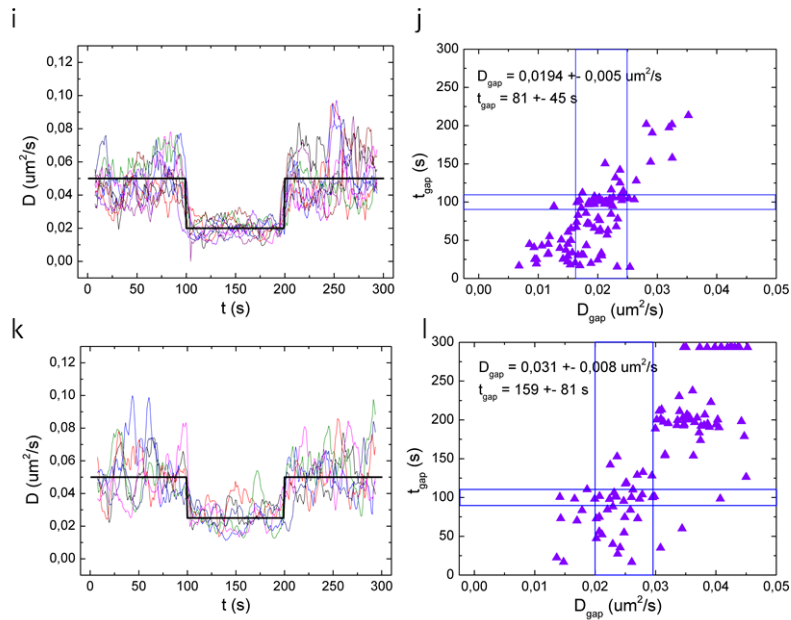 i
0,12
0,10
0,08
0,06
0,04
0,02
0,00
D (um²/s)
0 50 100 150 200 250 300
t (s)
j
300
250
200
150
100
50
0
t_gap (s)
D_gap = 0,0194 +- 0,005 um²/s
t_gap = 81 +- 45 s
0,00 0,01 0,02 0,03 0,04 0,05
D_gap (um²/s)
k
0,12
0,10
0,08
0,06
0,04
0,02
0,00
D (um²/s)
0 50 100 150 200 250 300
t (s)
l
300
250
200
150
100
50
0
t_gap (s)
D_gap = 0,031 +- 0,008 um²/s
t_gap = 159 +- 81 s
0,00 0,01 0,02 0,03 0,04 0,05
D_gap (um²/s)